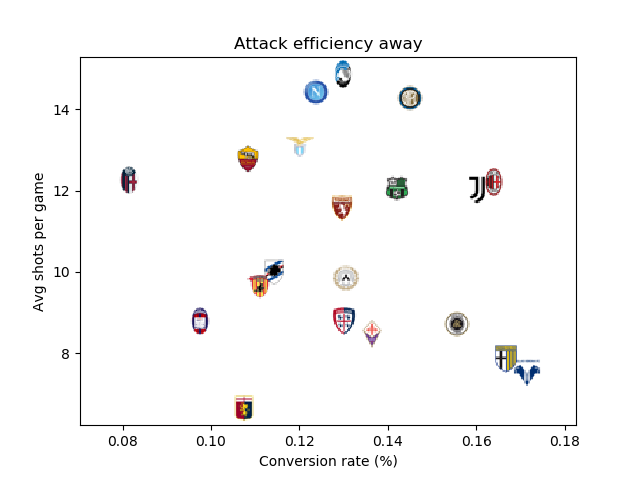 Attack efficiency away
Avg shots per game
14
12
10
8
0.08 0.10 0.12 0.14 0.16 0.18
Conversion rate (%)
N